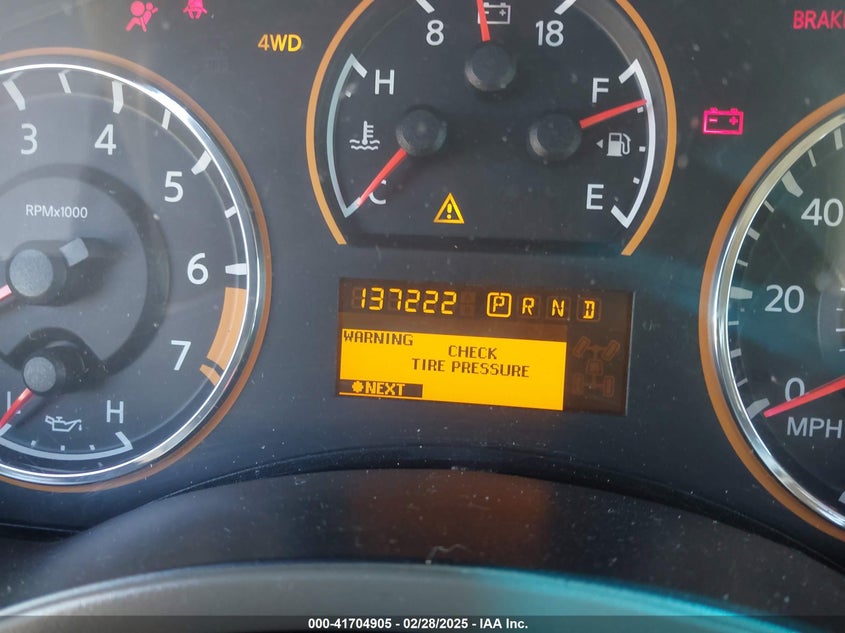 4WD
BRAKE
8 18
H F
C E
3 4 5 6 7
RPMx1000
H
137222 P R N D
WARNING
CHECK
TIRE PRESSURE
NEXT
40
20
0
MPH
000-41704905 - 02/28/2025 - IAA Inc.